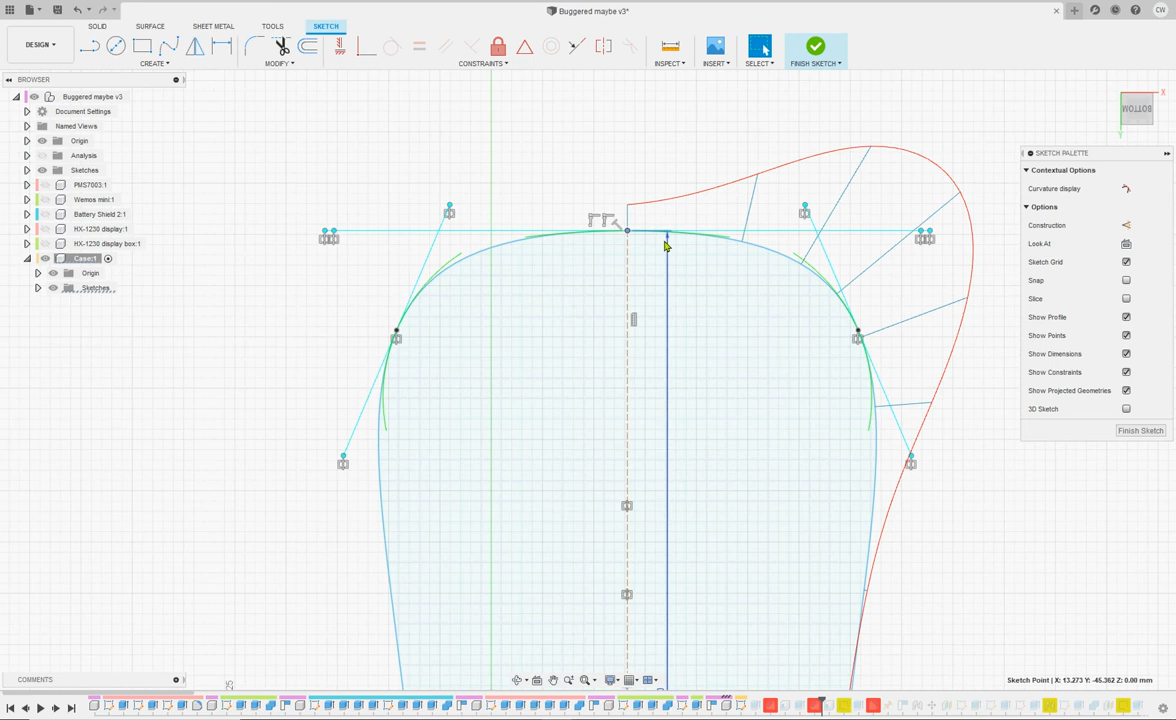 Buggered maybe v3*
CW
DESIGN
SOLID
SURFACE
SHEET METAL
TOOLS
SKETCH
CREATE
MODIFY
CONSTRAINTS
INSPECT
INSERT
SELECT
FINISH SKETCH
BROWSER
Buggered maybe v3
Document Settings
Named Views
Origin
Analysis
Sketches
PMS7003:1
Wemos mini:1
Battery Shield 2:1
HX-1230 display:1
HX-1230 display box:1
Case:1
Origin
Sketches
X
BOTTOM
Y
SKETCH PALETTE
Contextual Options
Curvature display
Options
Construction
Look At
Sketch Grid
Snap
Slice
Show Profile
Show Points
Show Dimensions
Show Constraints
Show Projected Geometries
3D Sketch
Finish Sketch
25
COMMENTS
Sketch Point | X: 13.273 Y: -45.362 Z: 0.00 mm